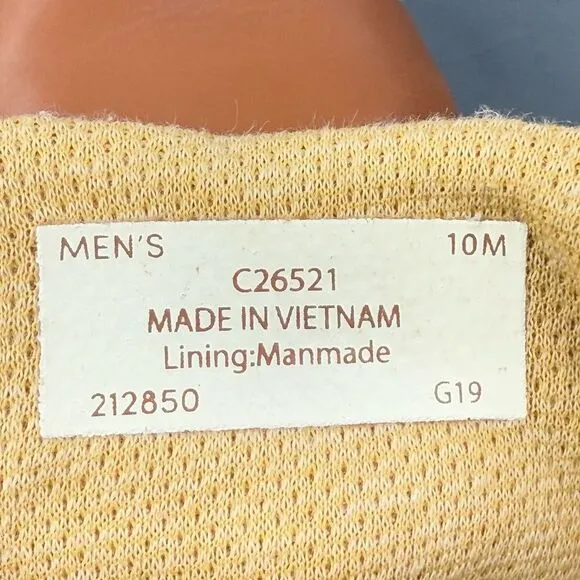 MEN'S 10M
C26521
MADE IN VIETNAM
Lining:Manmade
212850 G19